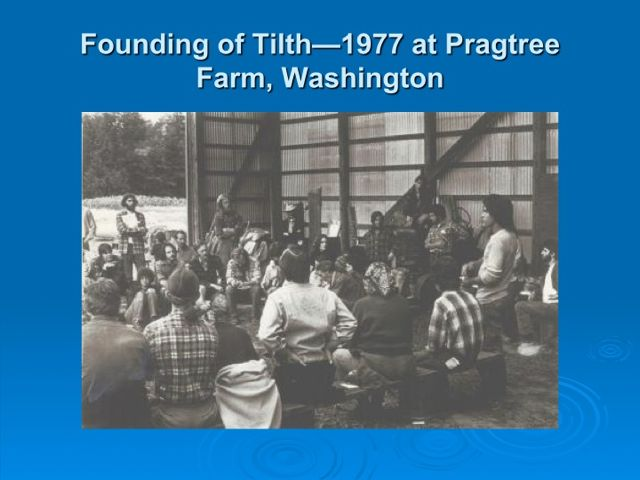 Founding of Tilth—1977 at Pragtree
Farm, Washington